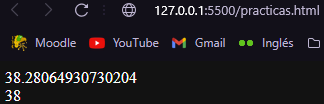 127.0.0.1:5500/practicas.html
Moodle YouTube Gmail Inglés
38.28064930730204
38